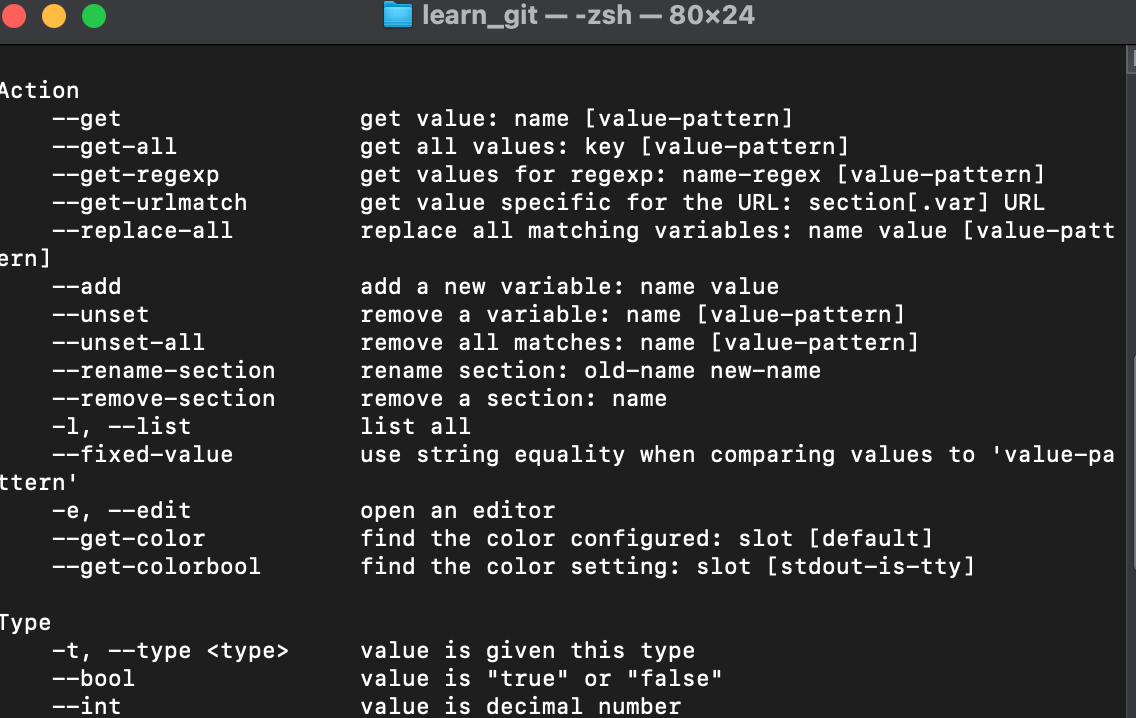 learn_git — -zsh — 80×24
Action
--get get value: name [value-pattern]
--get-all get all values: key [value-pattern]
--get-regexp get values for regexp: name-regex [value-pattern]
--get-urlmatch get value specific for the URL: section[.var] URL
--replace-all replace all matching variables: name value [value-patt
ern]
--add add a new variable: name value
--unset remove a variable: name [value-pattern]
--unset-all remove all matches: name [value-pattern]
--rename-section rename section: old-name new-name
--remove-section remove a section: name
-l, --list list all
--fixed-value use string equality when comparing values to 'value-pa
ttern'
-e, --edit open an editor
--get-color find the color configured: slot [default]
--get-colorbool find the color setting: slot [stdout-is-tty]
Type
-t, --type <type> value is given this type
--bool value is "true" or "false"
--int value is decimal number